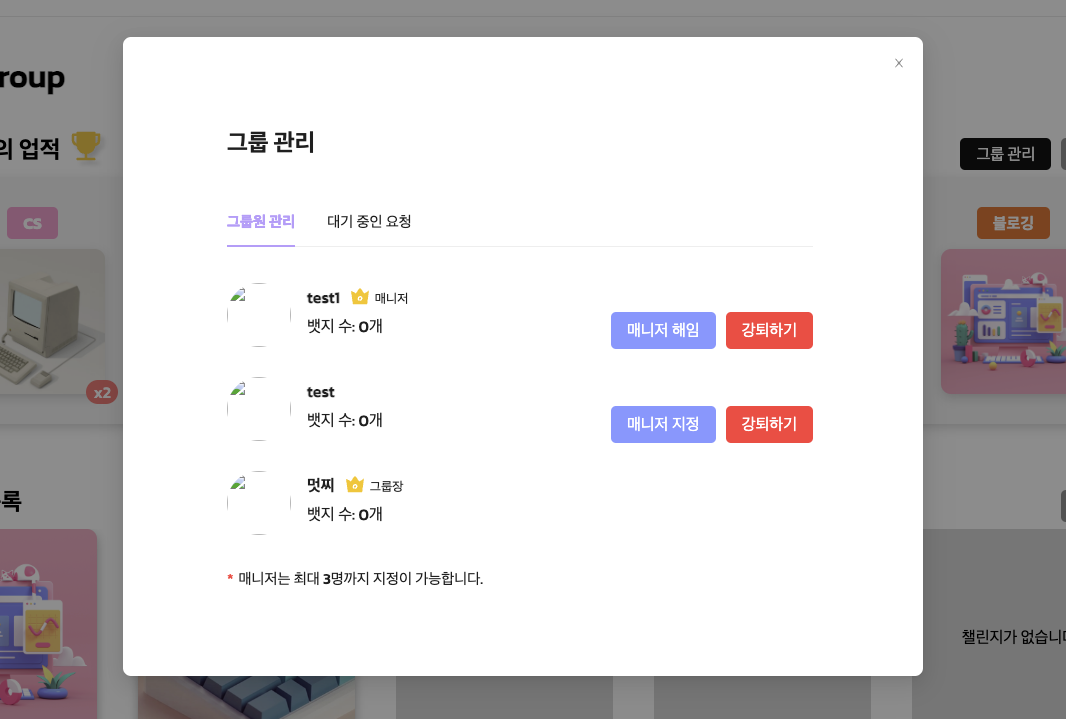 roup
의 업적
그룹 관리
cs
블로깅
x2
그룹 관리
그룹원 관리 대기 중인 요청
test1 매니저
뱃지 수: 0개
매니저 해임 강퇴하기
test
뱃지 수: 0개
매니저 지정 강퇴하기
멋찌 그룹장
뱃지 수: 0개
* 매니저는 최대 3명까지 지정이 가능합니다.
록
챌린지가 없습니다